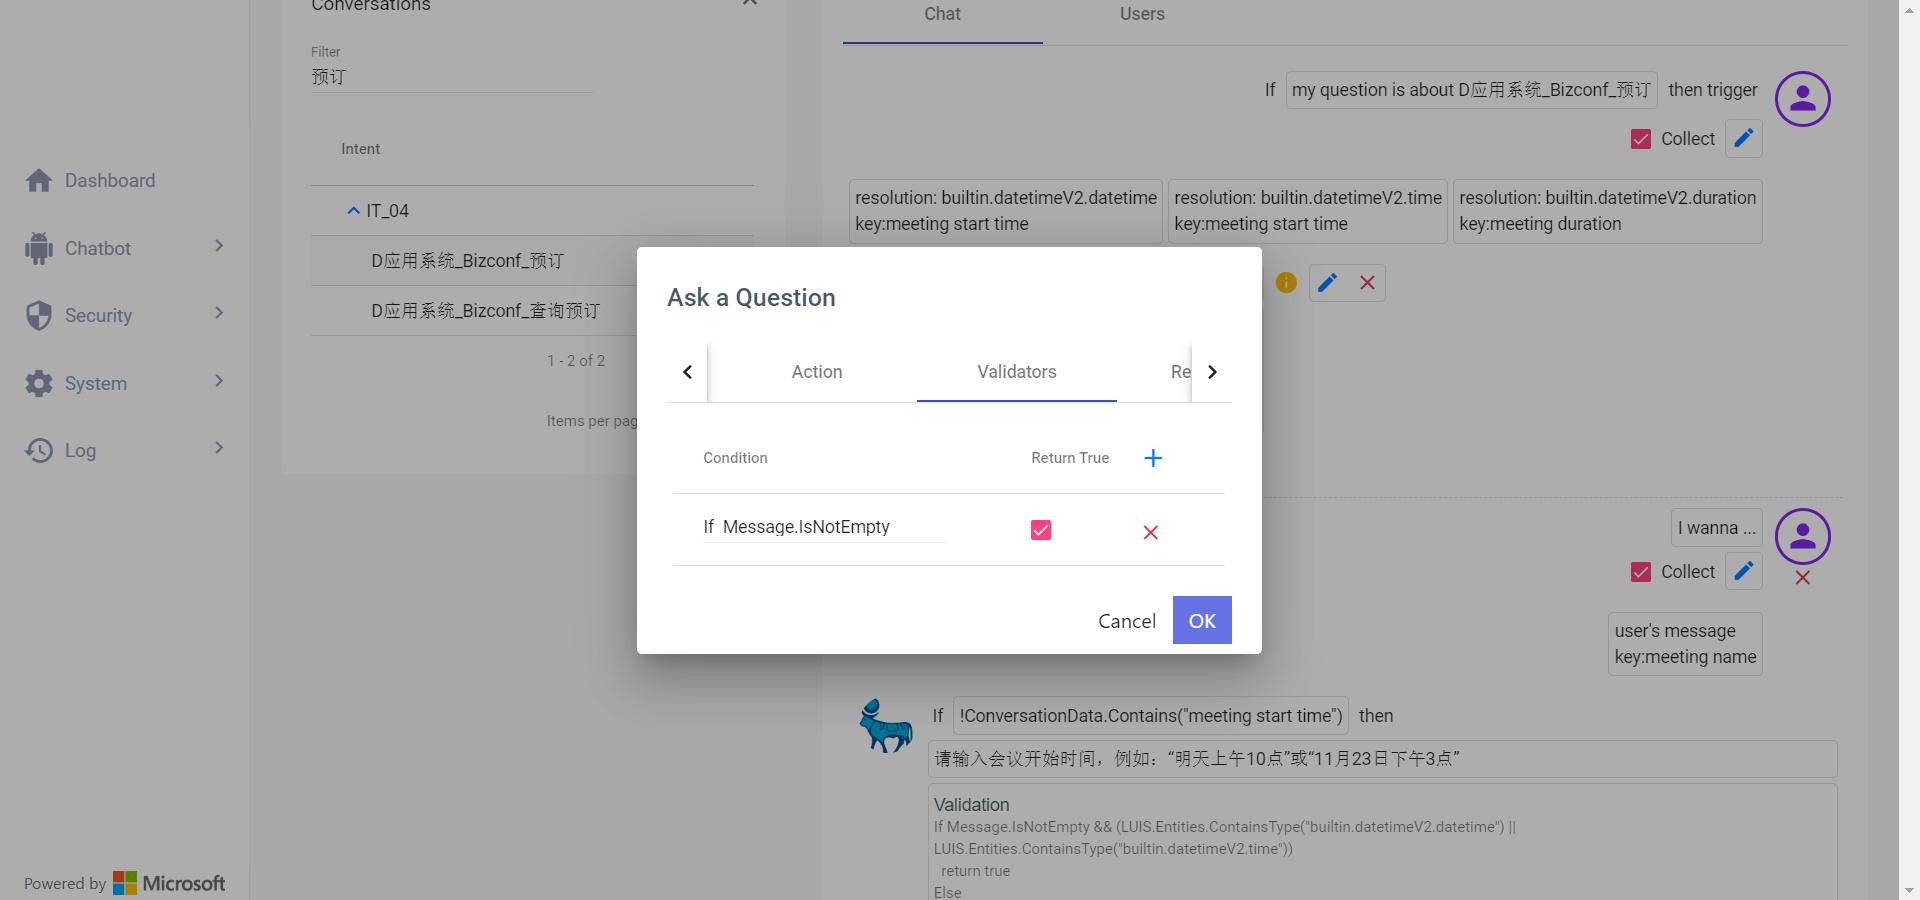 Conversations
Filter
预订
Intent
IT_04
D应用系统_Bizconf_预订
D应用系统_Bizconf_查询预订
1 - 2 of 2
Items per pag
Dashboard
Chatbot
Security
System
Log
Powered by Microsoft
Chat Users
If my question is about D应用系统_Bizconf_预订 then trigger
Collect
resolution: builtin.datetimeV2.datetime
key:meeting start time
resolution: builtin.datetimeV2.time
key:meeting start time
resolution: builtin.datetimeV2.duration
key:meeting duration
Ask a Question
Action Validators Re
Condition Return True
If Message.IsNotEmpty
Cancel OK
I wanna ...
Collect
user's message
key:meeting name
If !ConversationData.Contains("meeting start time") then
请输入会议开始时间，例如：“明天上午10点”或“11月23日下午3点”
Validation
If Message.IsNotEmpty && (LUIS.Entities.ContainsType("builtin.datetimeV2.datetime") ||
LUIS.Entities.ContainsType("builtin.datetimeV2.time"))
return true
Else